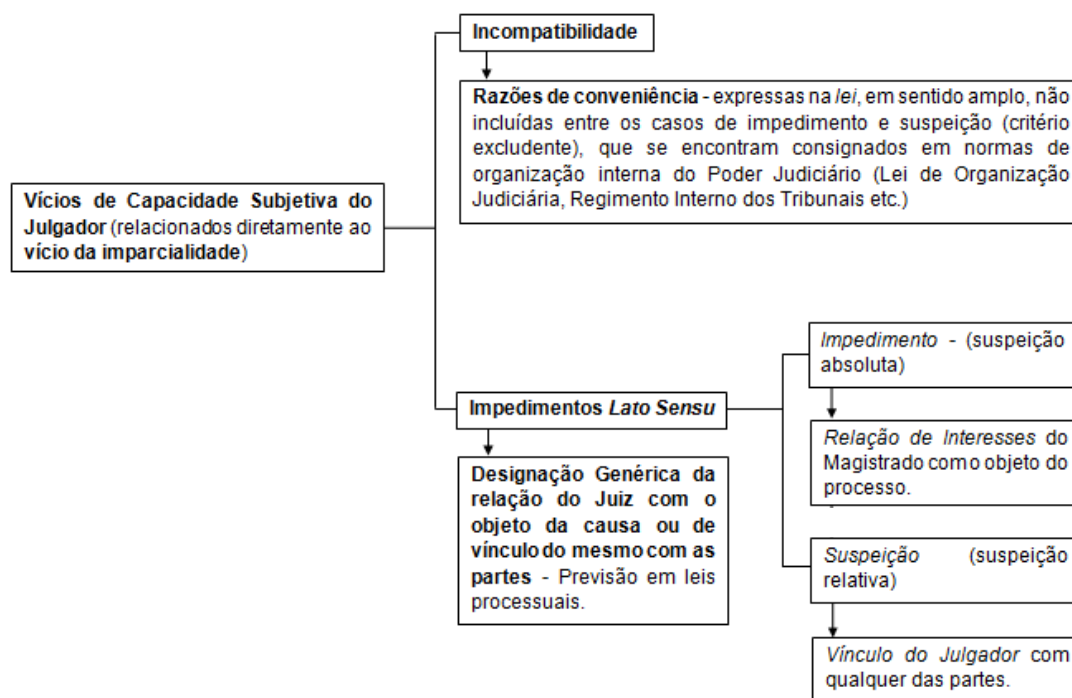 Incompatibilidade
Razões de conveniência - expressas na lei, em sentido amplo, não
incluídas entre os casos de impedimento e suspeição (critério
excludente), que se encontram consignados em normas de
organização interna do Poder Judiciário (Lei de Organização
Judiciária, Regimento Interno dos Tribunais etc.)
Vícios de Capacidade Subjetiva do
Julgador (relacionados diretamente ao
vício da imparcialidade)
Impedimentos Lato Sensu
Designação Genérica da
relação do Juiz com o
objeto da causa ou de
vínculo do mesmo com as
partes - Previsão em leis
processuais.
Impedimento - (suspeição
absoluta)
Relação de Interesses do
Magistrado com o objeto do
processo.
Suspeição (suspeição
relativa)
Vínculo do Julgador com
qualquer das partes.